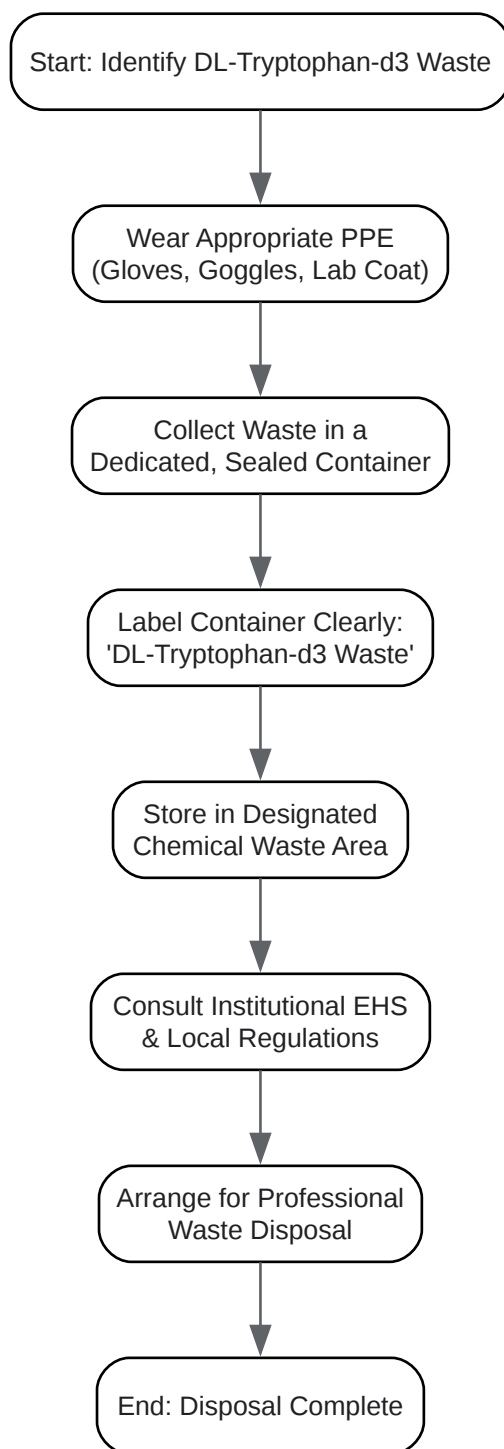 Start: Identify DL-Tryptophan-d3 Waste
Wear Appropriate PPE
(Gloves, Goggles, Lab Coat)
Collect Waste in a
Dedicated, Sealed Container
Label Container Clearly:
'DL-Tryptophan-d3 Waste'
Store in Designated
Chemical Waste Area
Consult Institutional EHS
& Local Regulations
Arrange for Professional
Waste Disposal
End: Disposal Complete